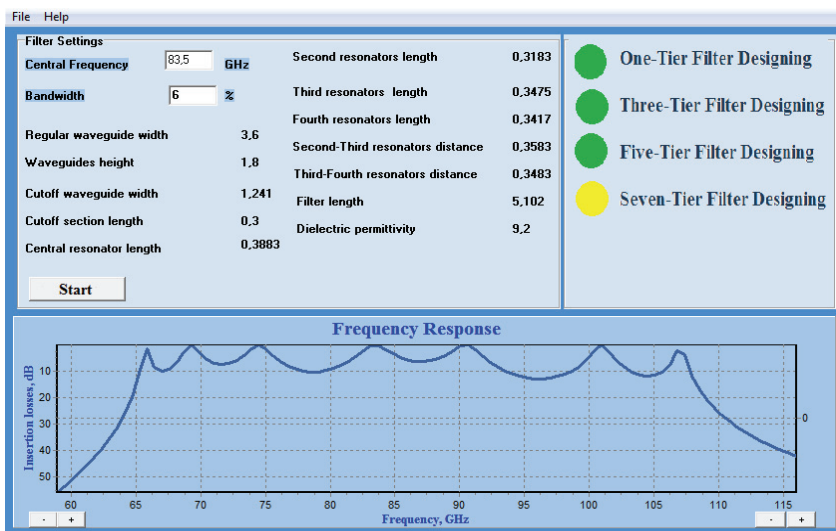 File Help
Filter Settings
Central Frequency 83,5 GHz
Bandwidth 6 %
Regular waveguide width 3,6
Waveguides height 1,8
Cutoff waveguide width 1,241
Cutoff section length 0,3
Central resonator length 0,3883
Start
Second resonators length 0,3183
Third resonators length 0,3475
Fourth resonators length 0,3417
Second-Third resonators distance 0,3583
Third-Fourth resonators distance 0,3483
Filter length 5,102
Dielectric permittivity 9,2
One-Tier Filter Designing
Three-Tier Filter Designing
Five-Tier Filter Designing
Seven-Tier Filter Designing
Frequency Response
Insertion losses, dB
10
20
30
40
50
0
60 65 70 75 80 85 90 95 100 105 110 115
- +
Frequency, GHz
- +